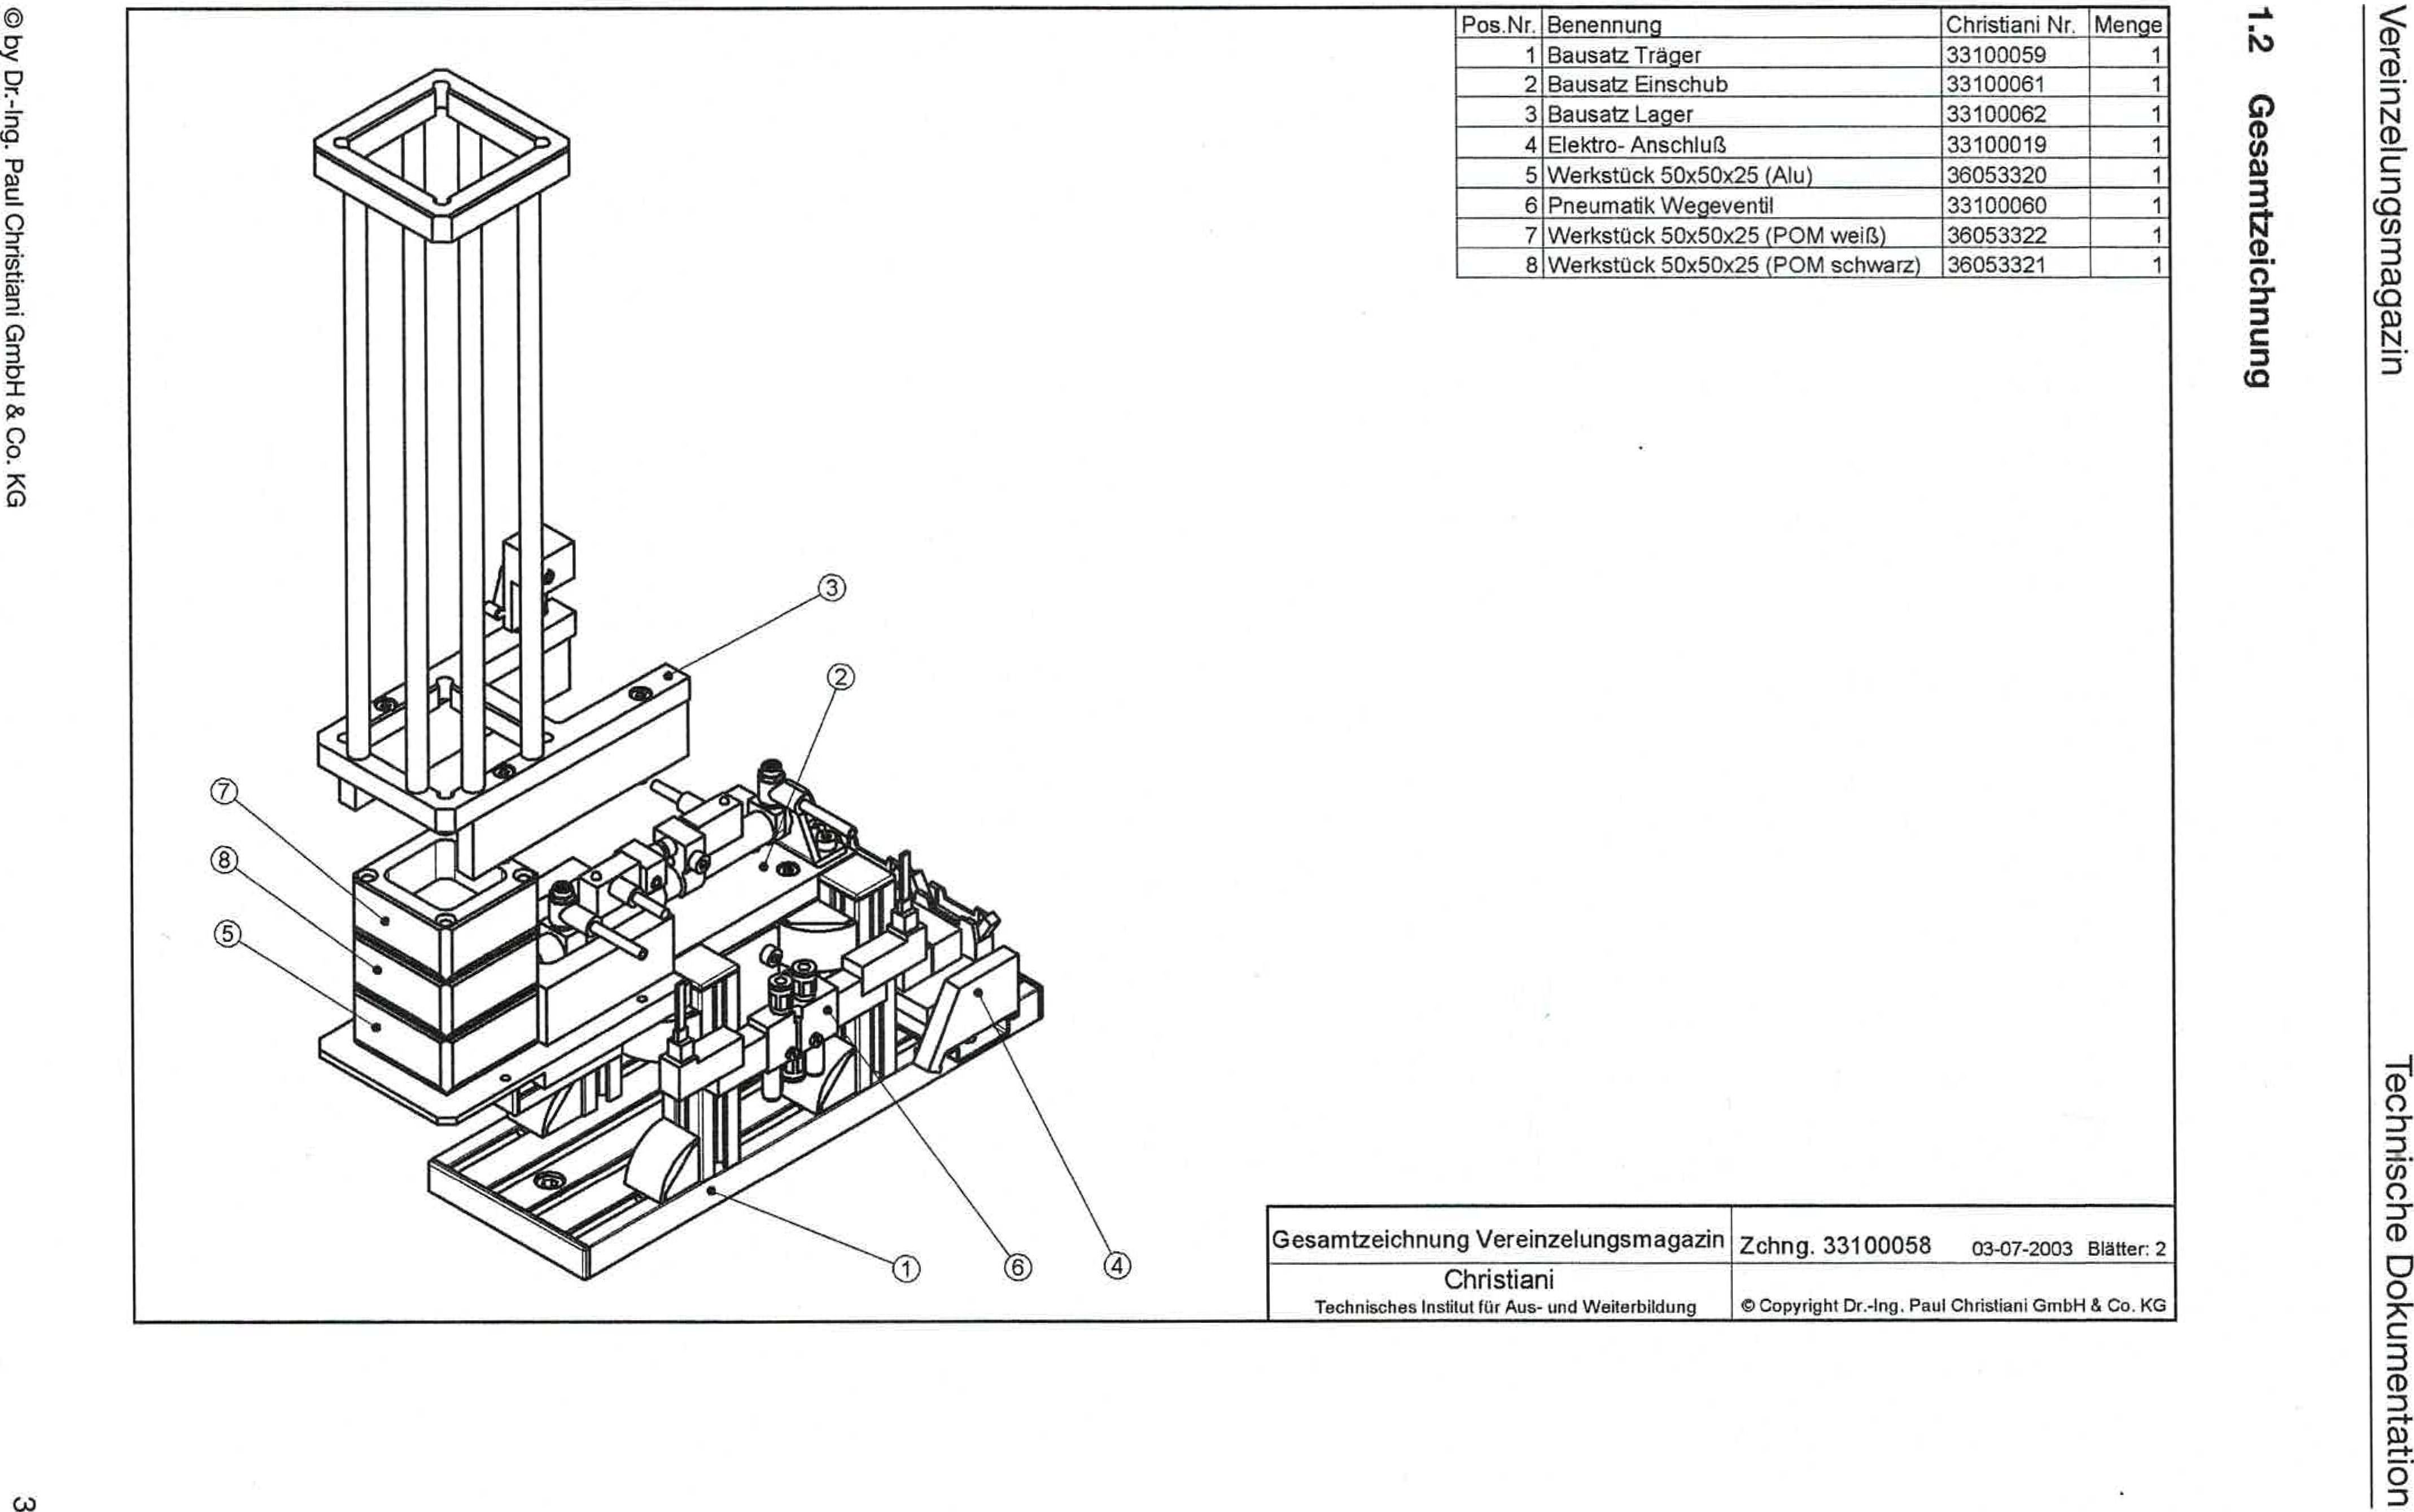 Vereinzelungsmagazin
Technische Dokumentation
1.2 Gesamtzeichnung
Pos.Nr. Benennung Christiani Nr. Menge
1 Bausatz Träger 33100059 1
2 Bausatz Einschub 33100061 1
3 Bausatz Lager 33100062 1
4 Elektro- Anschluß 33100019 1
5 Werkstück 50x50x25 (Alu) 36053320 1
6 Pneumatik Wegeventil 33100060 1
7 Werkstück 50x50x25 (POM weiß) 36053322 1
8 Werkstück 50x50x25 (POM schwarz) 36053321 1
3
2
7
8
5
1
6
4
Gesamtzeichnung Vereinzelungsmagazin Zchng. 33100058 03-07-2003 Blätter: 2
Christiani
Technisches Institut für Aus- und Weiterbildung © Copyright Dr.-Ing. Paul Christiani GmbH & Co. KG
© by Dr.-Ing. Paul Christiani GmbH & Co. KG
3